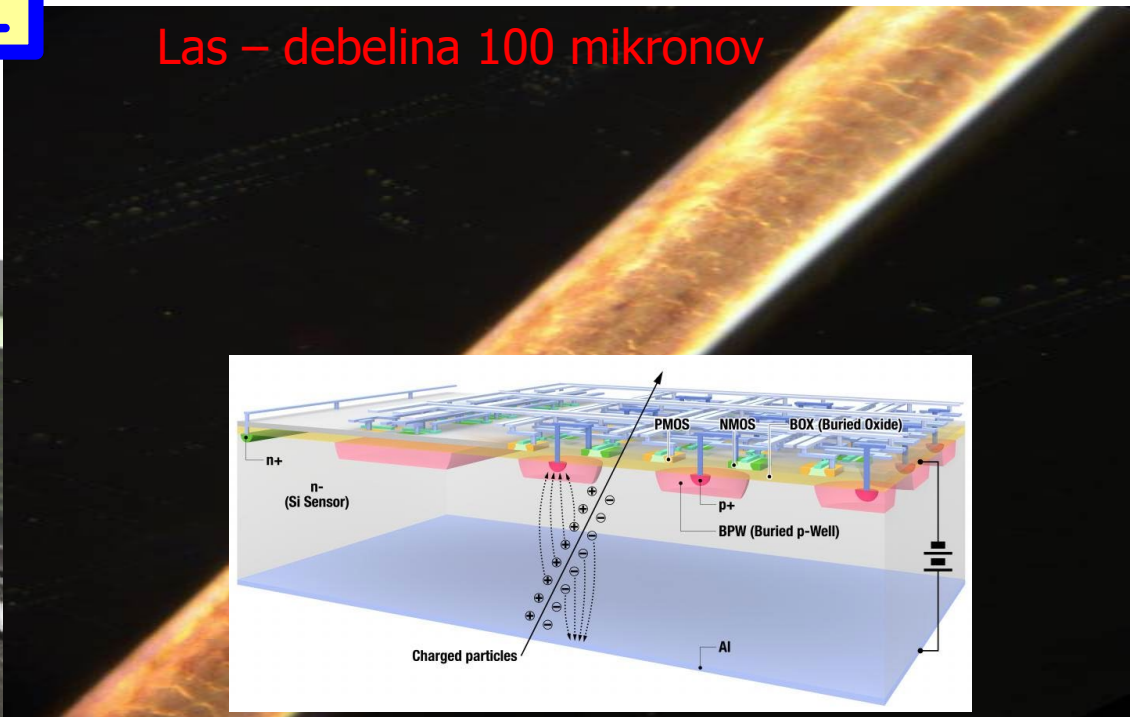 Las – debelina 100 mikronov
PMOS
NMOS
BOX (Buried Oxide)
n+
n-
(Si Sensor)
p+
BPW (Buried p-Well)
Al
Charged particles